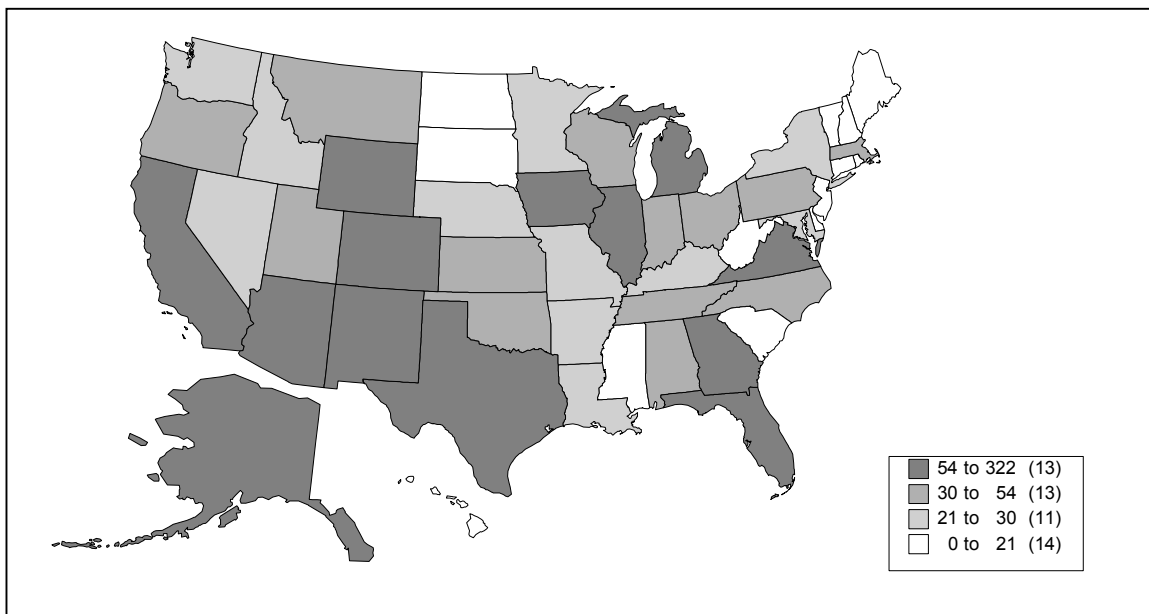 54 to 322 (13)
30 to 54 (13)
21 to 30 (11)
0 to 21 (14)